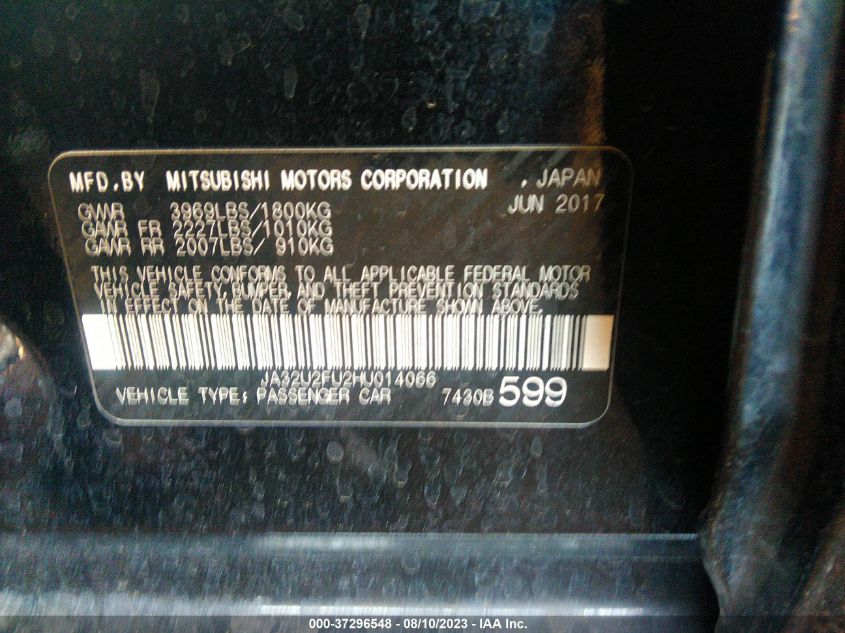 MFD.BY MITSUBISHI MOTORS CORPORATION , JAPAN
GVWR 3969LBS/1800KG JUN 2017
GAWR FR 2227LBS/1010KG
GAWR RR 2007LBS/ 910KG
THIS VEHICLE CONFORMS TO ALL APPLICABLE FEDERAL MOTOR
VEHICLE SAFETY, BUMPER, AND THEFT PREVENTION STANDARDS
IN EFFECT ON THE DATE OF MANUFACTURE SHOWN ABOVE.
JA32U2FU2HU014066
VEHICLE TYPE: PASSENGER CAR 7430B 599
000-37296548 - 08/10/2023 - IAA Inc.